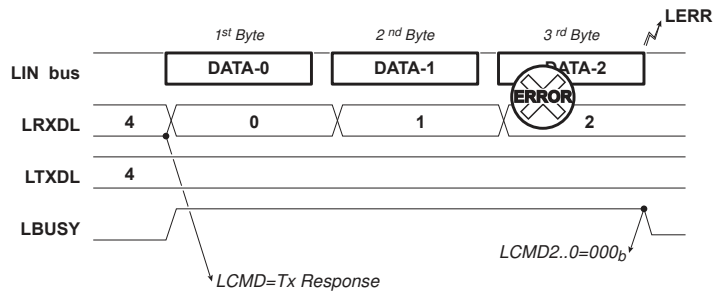 LERR
1st Byte 2nd Byte 3rd Byte
LIN bus DATA-0 DATA-1 DATA-2
ERROR
LRXDL 4 0 1 2
LTXDL 4
LBUSY
LCMD2..0=000b
LCMD=Tx Response